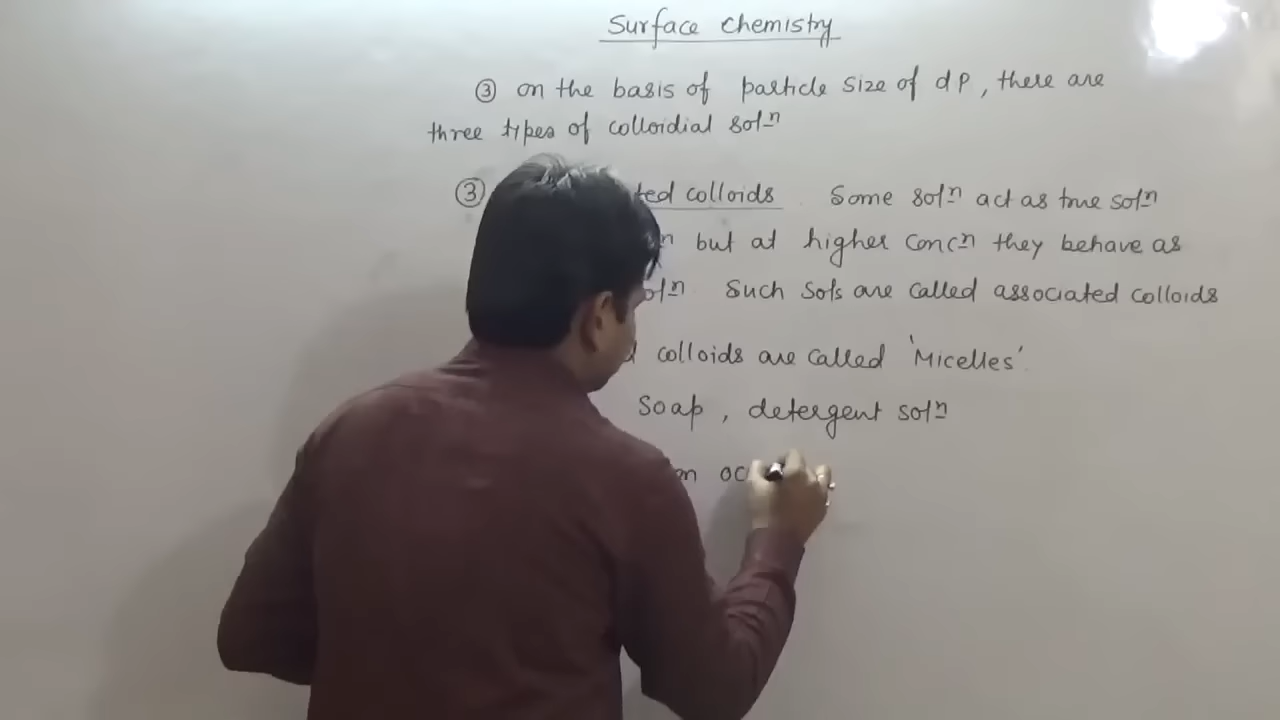 Surface Chemistry
③ on the basis of particle size of dP, there are
three types of colloidial solⁿ
③ ted colloids Some solⁿ act as true solⁿ
n but at higher concⁿ they behave as
olⁿ Such Sols are called associated colloids
d colloids are called 'Micelles'
Soap, detergent solⁿ
on oc